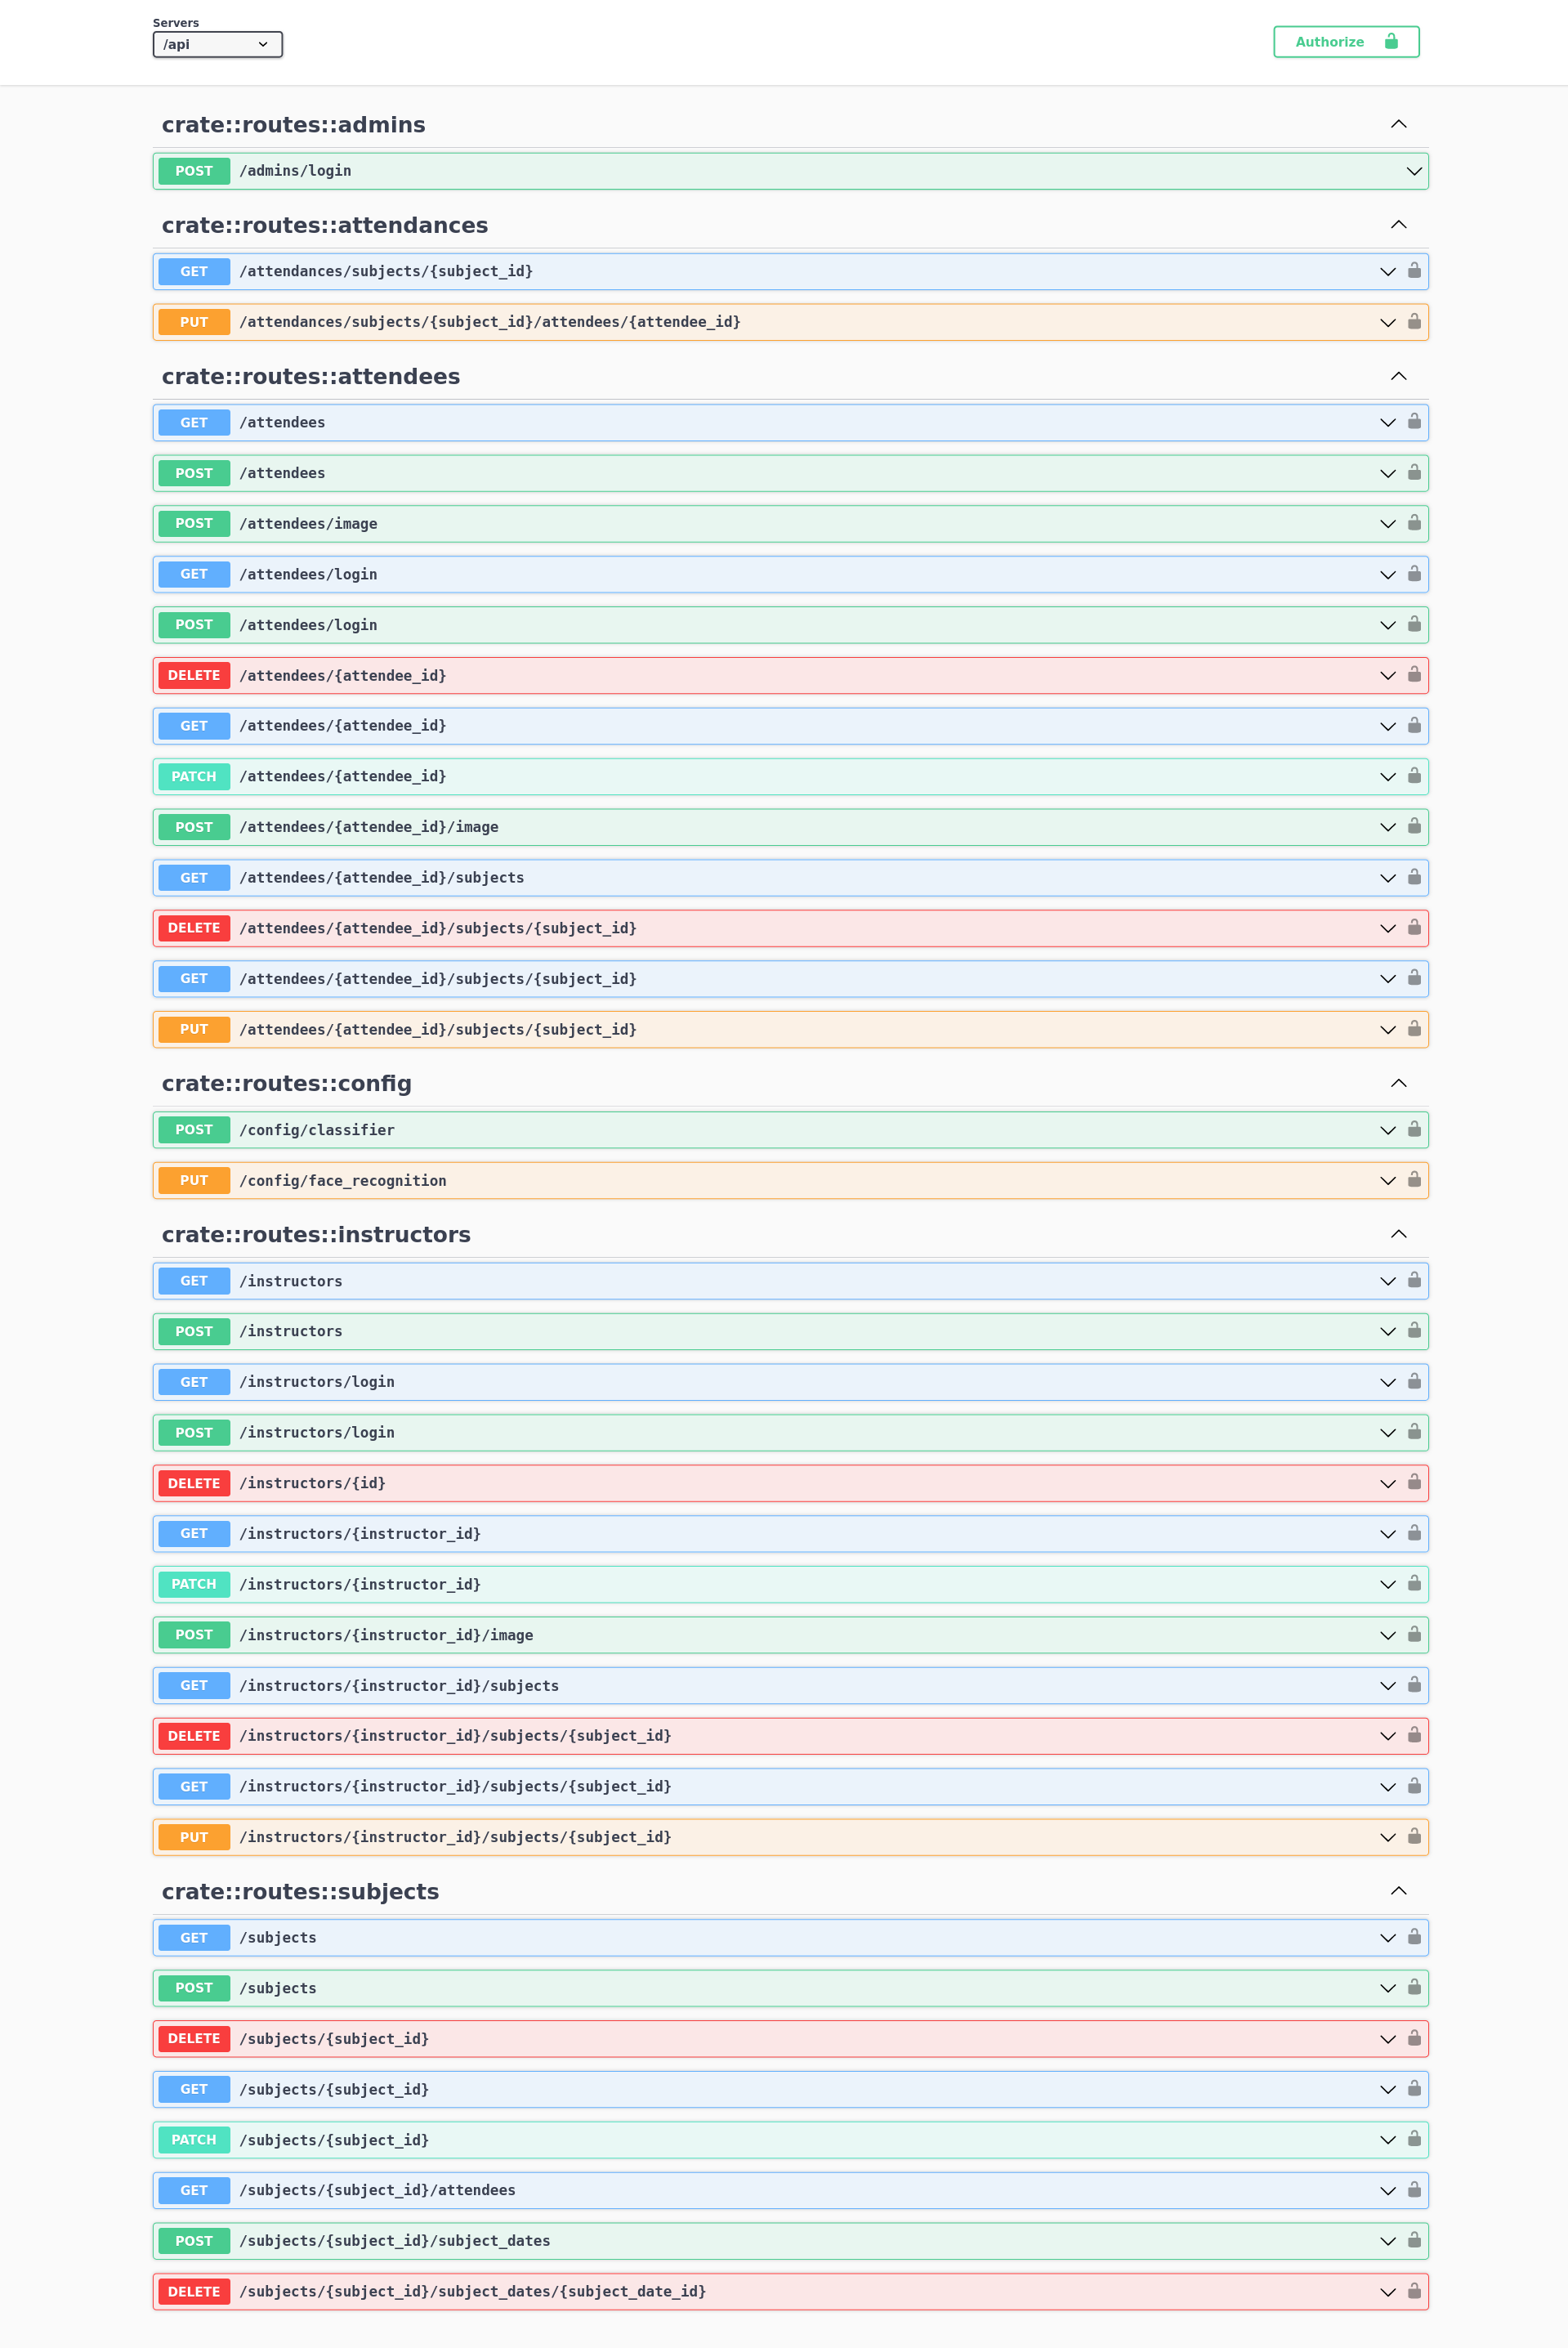 Servers
/api
Authorize
crate::routes::admins
POST /admins/login
crate::routes::attendances
GET /attendances/subjects/{subject_id}
PUT /attendances/subjects/{subject_id}/attendees/{attendee_id}
crate::routes::attendees
GET /attendees
POST /attendees
POST /attendees/image
GET /attendees/login
POST /attendees/login
DELETE /attendees/{attendee_id}
GET /attendees/{attendee_id}
PATCH /attendees/{attendee_id}
POST /attendees/{attendee_id}/image
GET /attendees/{attendee_id}/subjects
DELETE /attendees/{attendee_id}/subjects/{subject_id}
GET /attendees/{attendee_id}/subjects/{subject_id}
PUT /attendees/{attendee_id}/subjects/{subject_id}
crate::routes::config
POST /config/classifier
PUT /config/face_recognition
crate::routes::instructors
GET /instructors
POST /instructors
GET /instructors/login
POST /instructors/login
DELETE /instructors/{id}
GET /instructors/{instructor_id}
PATCH /instructors/{instructor_id}
POST /instructors/{instructor_id}/image
GET /instructors/{instructor_id}/subjects
DELETE /instructors/{instructor_id}/subjects/{subject_id}
GET /instructors/{instructor_id}/subjects/{subject_id}
PUT /instructors/{instructor_id}/subjects/{subject_id}
crate::routes::subjects
GET /subjects
POST /subjects
DELETE /subjects/{subject_id}
GET /subjects/{subject_id}
PATCH /subjects/{subject_id}
GET /subjects/{subject_id}/attendees
POST /subjects/{subject_id}/subject_dates
DELETE /subjects/{subject_id}/subject_dates/{subject_date_id}